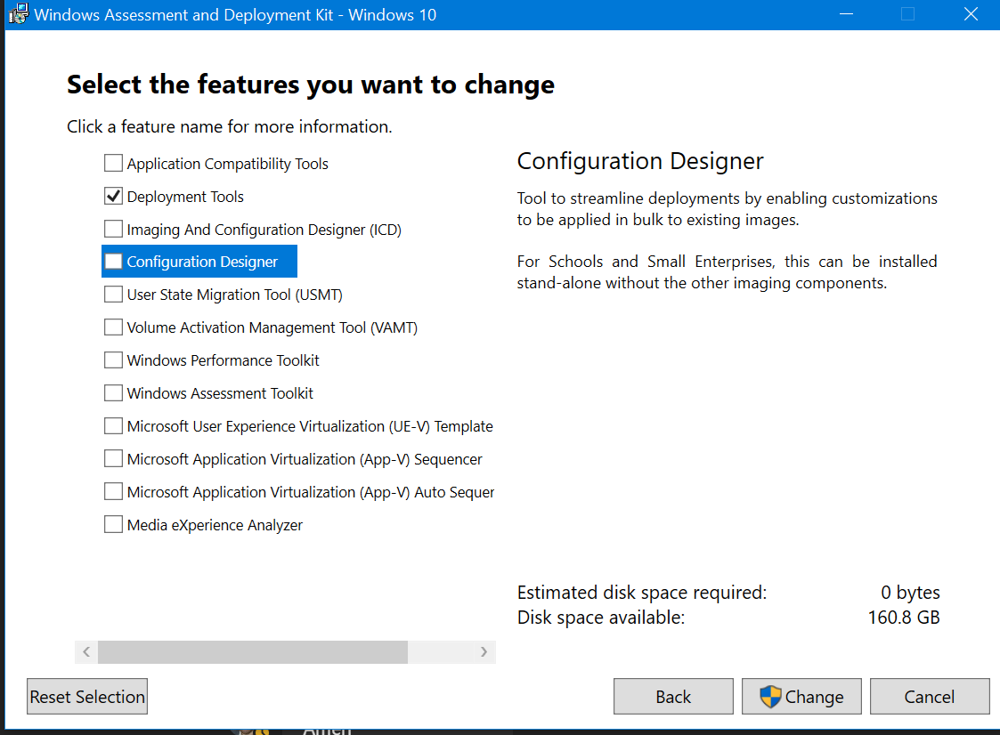 Windows Assessment and Deployment Kit - Windows 10
Select the features you want to change
Click a feature name for more information.
Application Compatibility Tools
Deployment Tools
Imaging And Configuration Designer (ICD)
Configuration Designer
User State Migration Tool (USMT)
Volume Activation Management Tool (VAMT)
Windows Performance Toolkit
Windows Assessment Toolkit
Microsoft User Experience Virtualization (UE-V) Template
Microsoft Application Virtualization (App-V) Sequencer
Microsoft Application Virtualization (App-V) Auto Sequer
Media eXperience Analyzer
Configuration Designer
Tool to streamline deployments by enabling customizations
to be applied in bulk to existing images.
For Schools and Small Enterprises, this can be installed
stand-alone without the other imaging components.
Estimated disk space required: 0 bytes
Disk space available: 160.8 GB
Reset Selection
Back
Change
Cancel